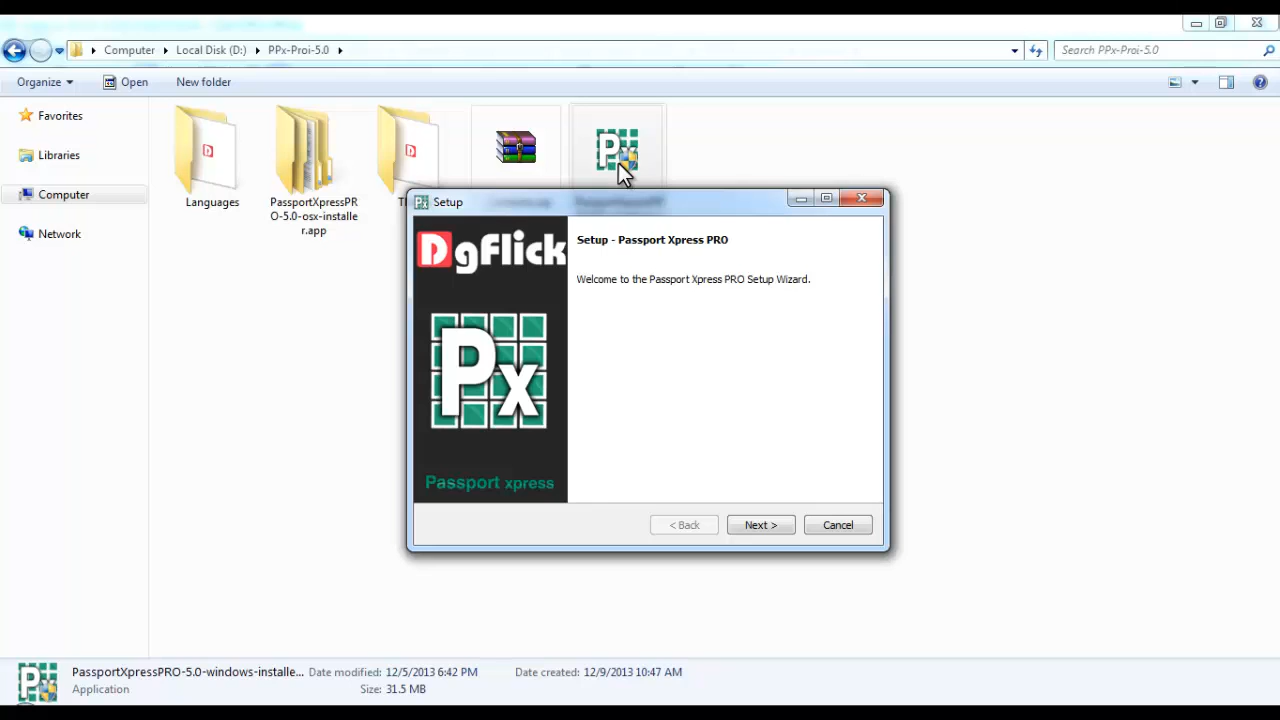 Computer
Local Disk (D:)
PPx-Proi-5.0
Search PPx-Proi-5.0
Organize
Open
New folder
Favorites
Libraries
Computer
Network
D
Languages
PassportXpressPR
O-5.0-osx-installe
r.app
D
Px
Px
Setup
DgFlick
Px
Passport xpress
Setup - Passport Xpress PRO
Welcome to the Passport Xpress PRO Setup Wizard.
< Back
Next >
Cancel
Px
PassportXpressPRO-5.0-windows-installe...
Date modified: 12/5/2013 6:42 PM
Date created: 12/9/2013 10:47 AM
Application
Size: 31.5 MB